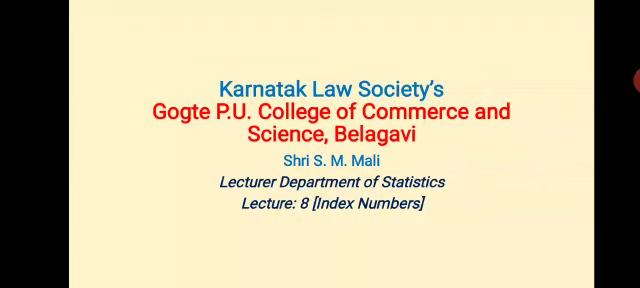 Karnatak Law Society's
Gogte P.U. College of Commerce and
Science, Belagavi
Shri S. M. Mali
Lecturer Department of Statistics
Lecture: 8 [Index Numbers]